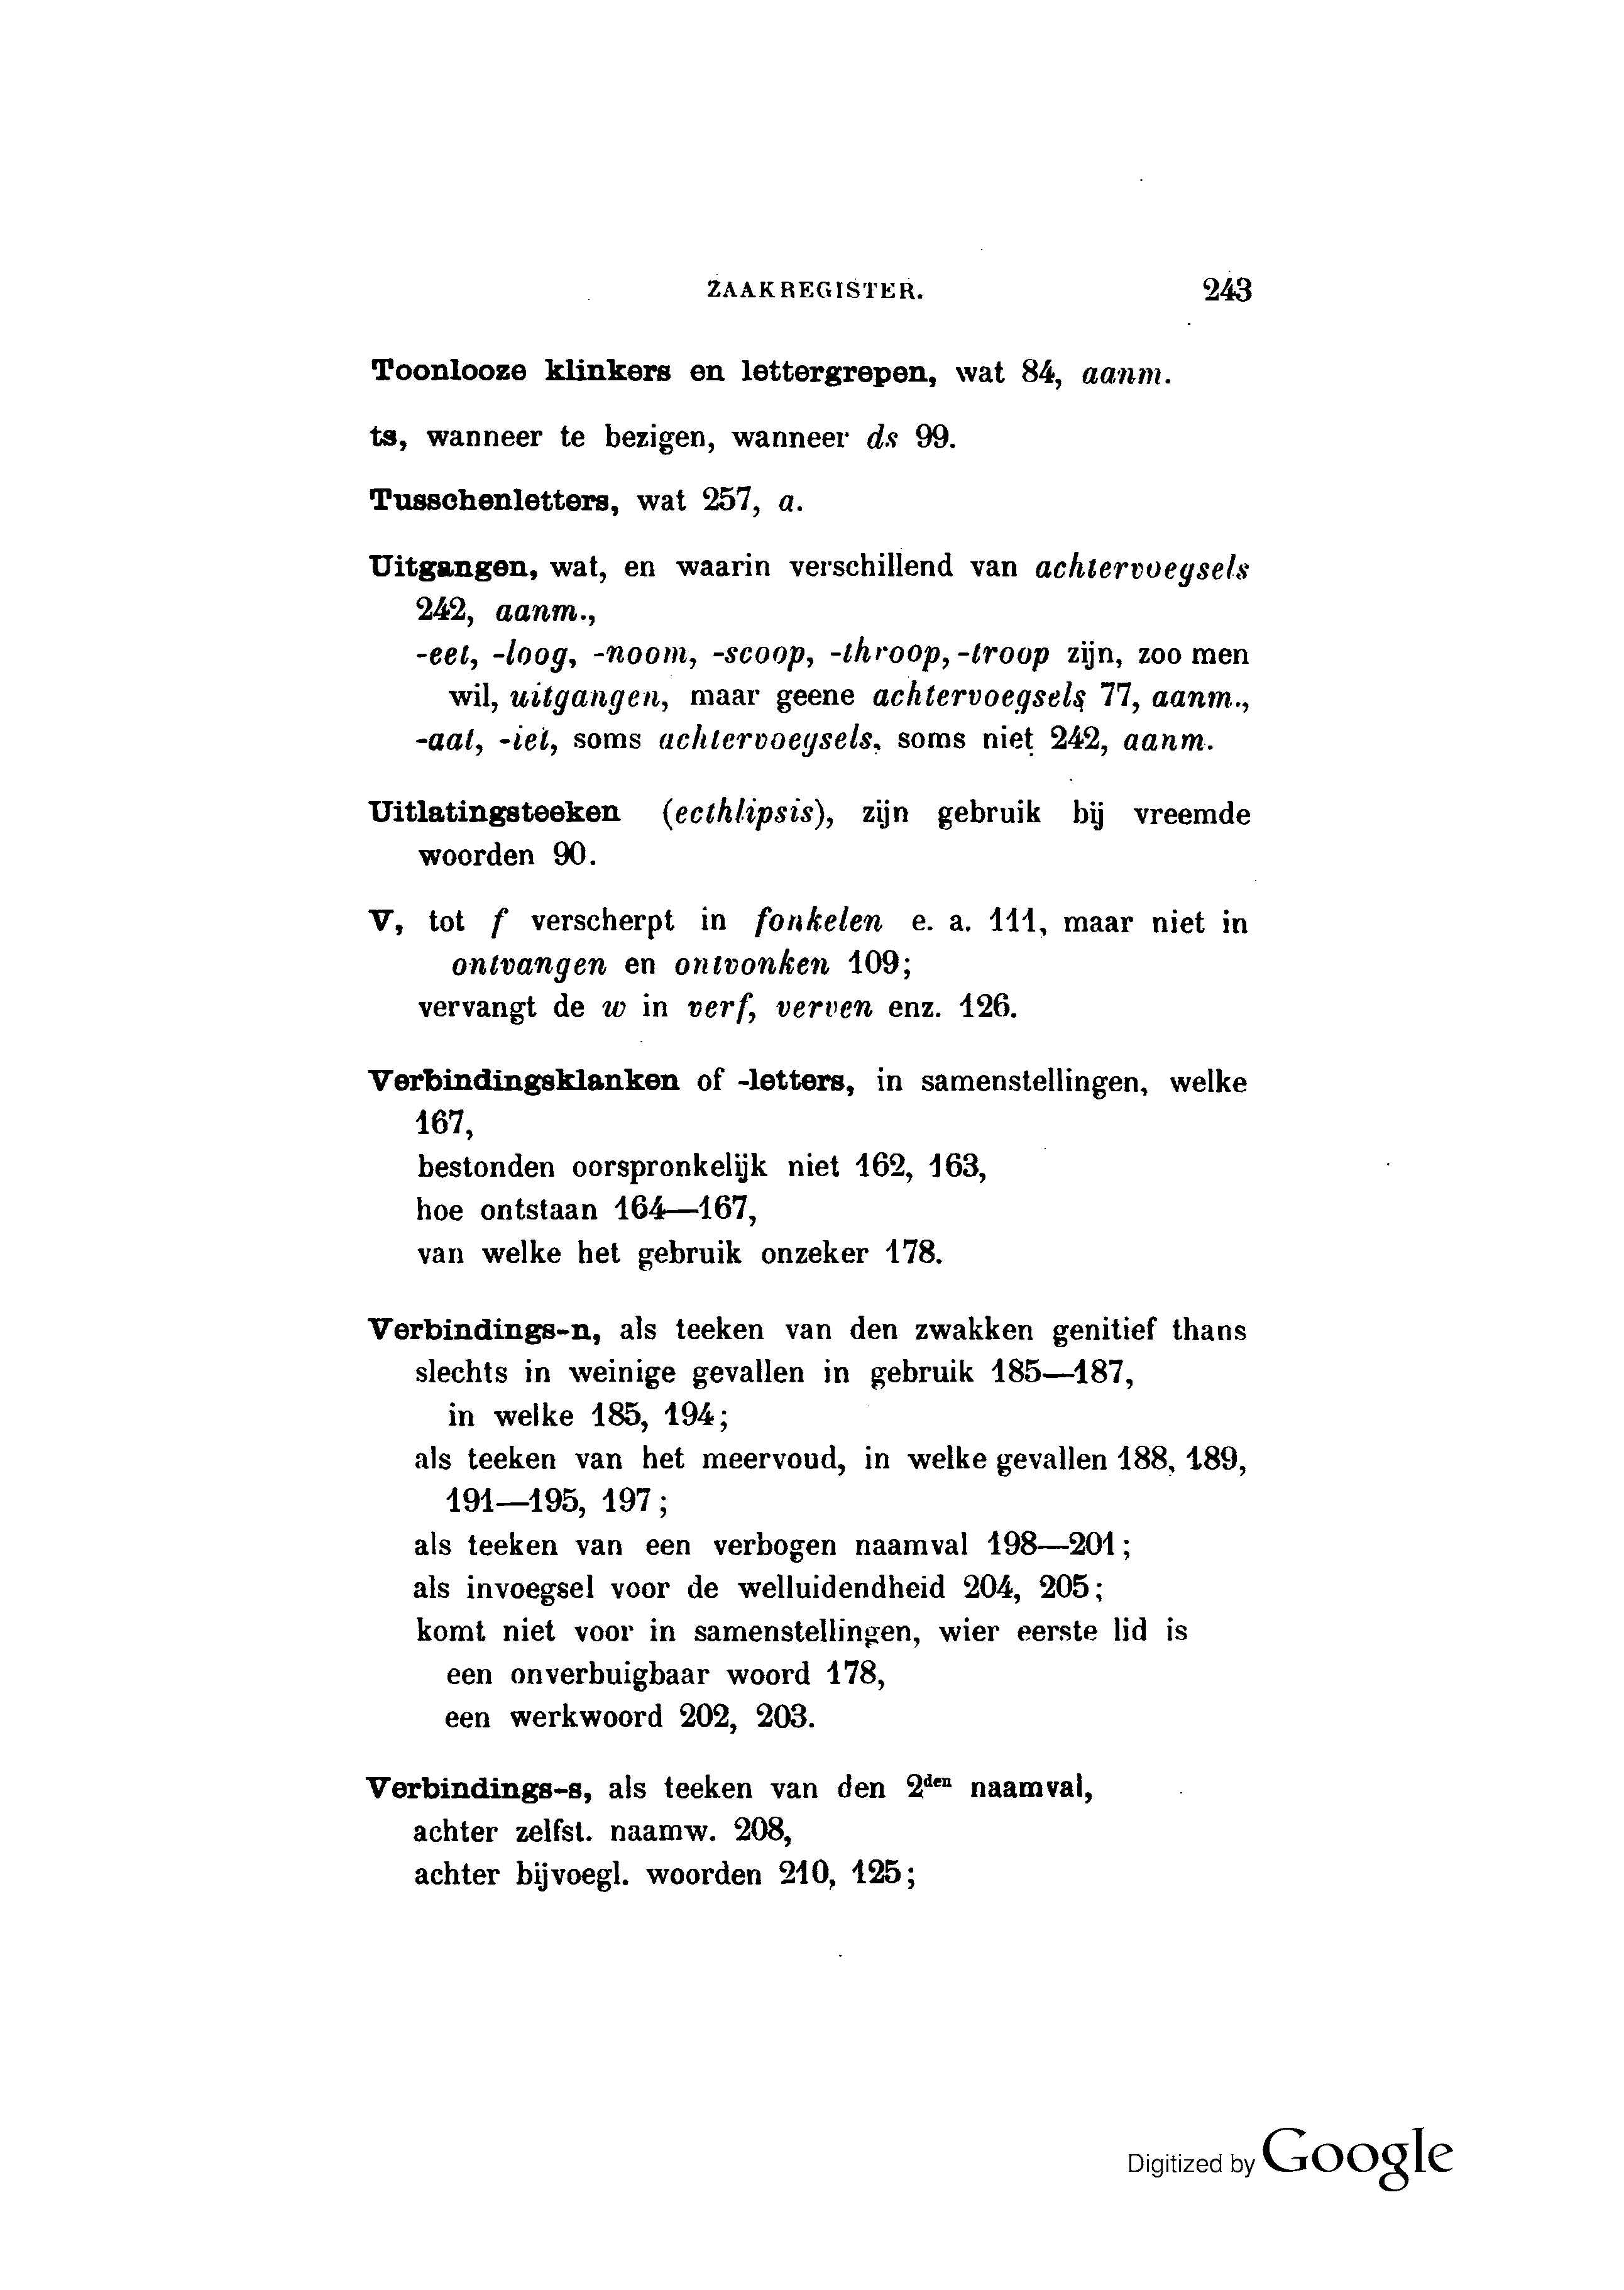 ZAAKREGISTER. 243
Toonlooze klinkers en lettergrepen, wat 84, aanm.
ts, wanneer te bezigen, wanneer ds 99.
Tusschenletters, wat 257, a.
Uitgangen, wat, en waarin verschillend van achtervoegsels
242, aanm.,
-eet, -loog, -noom, -scoop, -throop, -troop zijn, zoo men
wil, uitgangen, maar geene achtervoegsels 77, aanm.,
-aat, -iet, soms achtervoegsels, soms niet 242, aanm.
Uitlatingsteeken (ecthlipsis), zijn gebruik bij vreemde
woorden 90.
V, tot f verscherpt in fonkelen e. a. 111, maar niet in
ontvangen en ontvonken 109;
vervangt de w in verf, verven enz. 126.
Verbindingsklanken of -letters, in samenstellingen, welke
167,
bestonden oorspronkelijk niet 162, 163,
hoe ontstaan 164—167,
van welke het gebruik onzeker 178.
Verbindings-n, als teeken van den zwakken genitief thans
slechts in weinige gevallen in gebruik 185—187,
in welke 185, 194;
als teeken van het meervoud, in welke gevallen 188, 189,
191—195, 197;
als teeken van een verbogen naamval 198—201;
als invoegsel voor de welluidendheid 204, 205;
komt niet voor in samenstellingen, wier eerste lid is
een onverbuigbaar woord 178,
een werkwoord 202, 203.
Verbindings-s, als teeken van den 2den naamval,
achter zelfst. naamw. 208,
achter bijvoegl. woorden 210, 125;
Digitized by Google